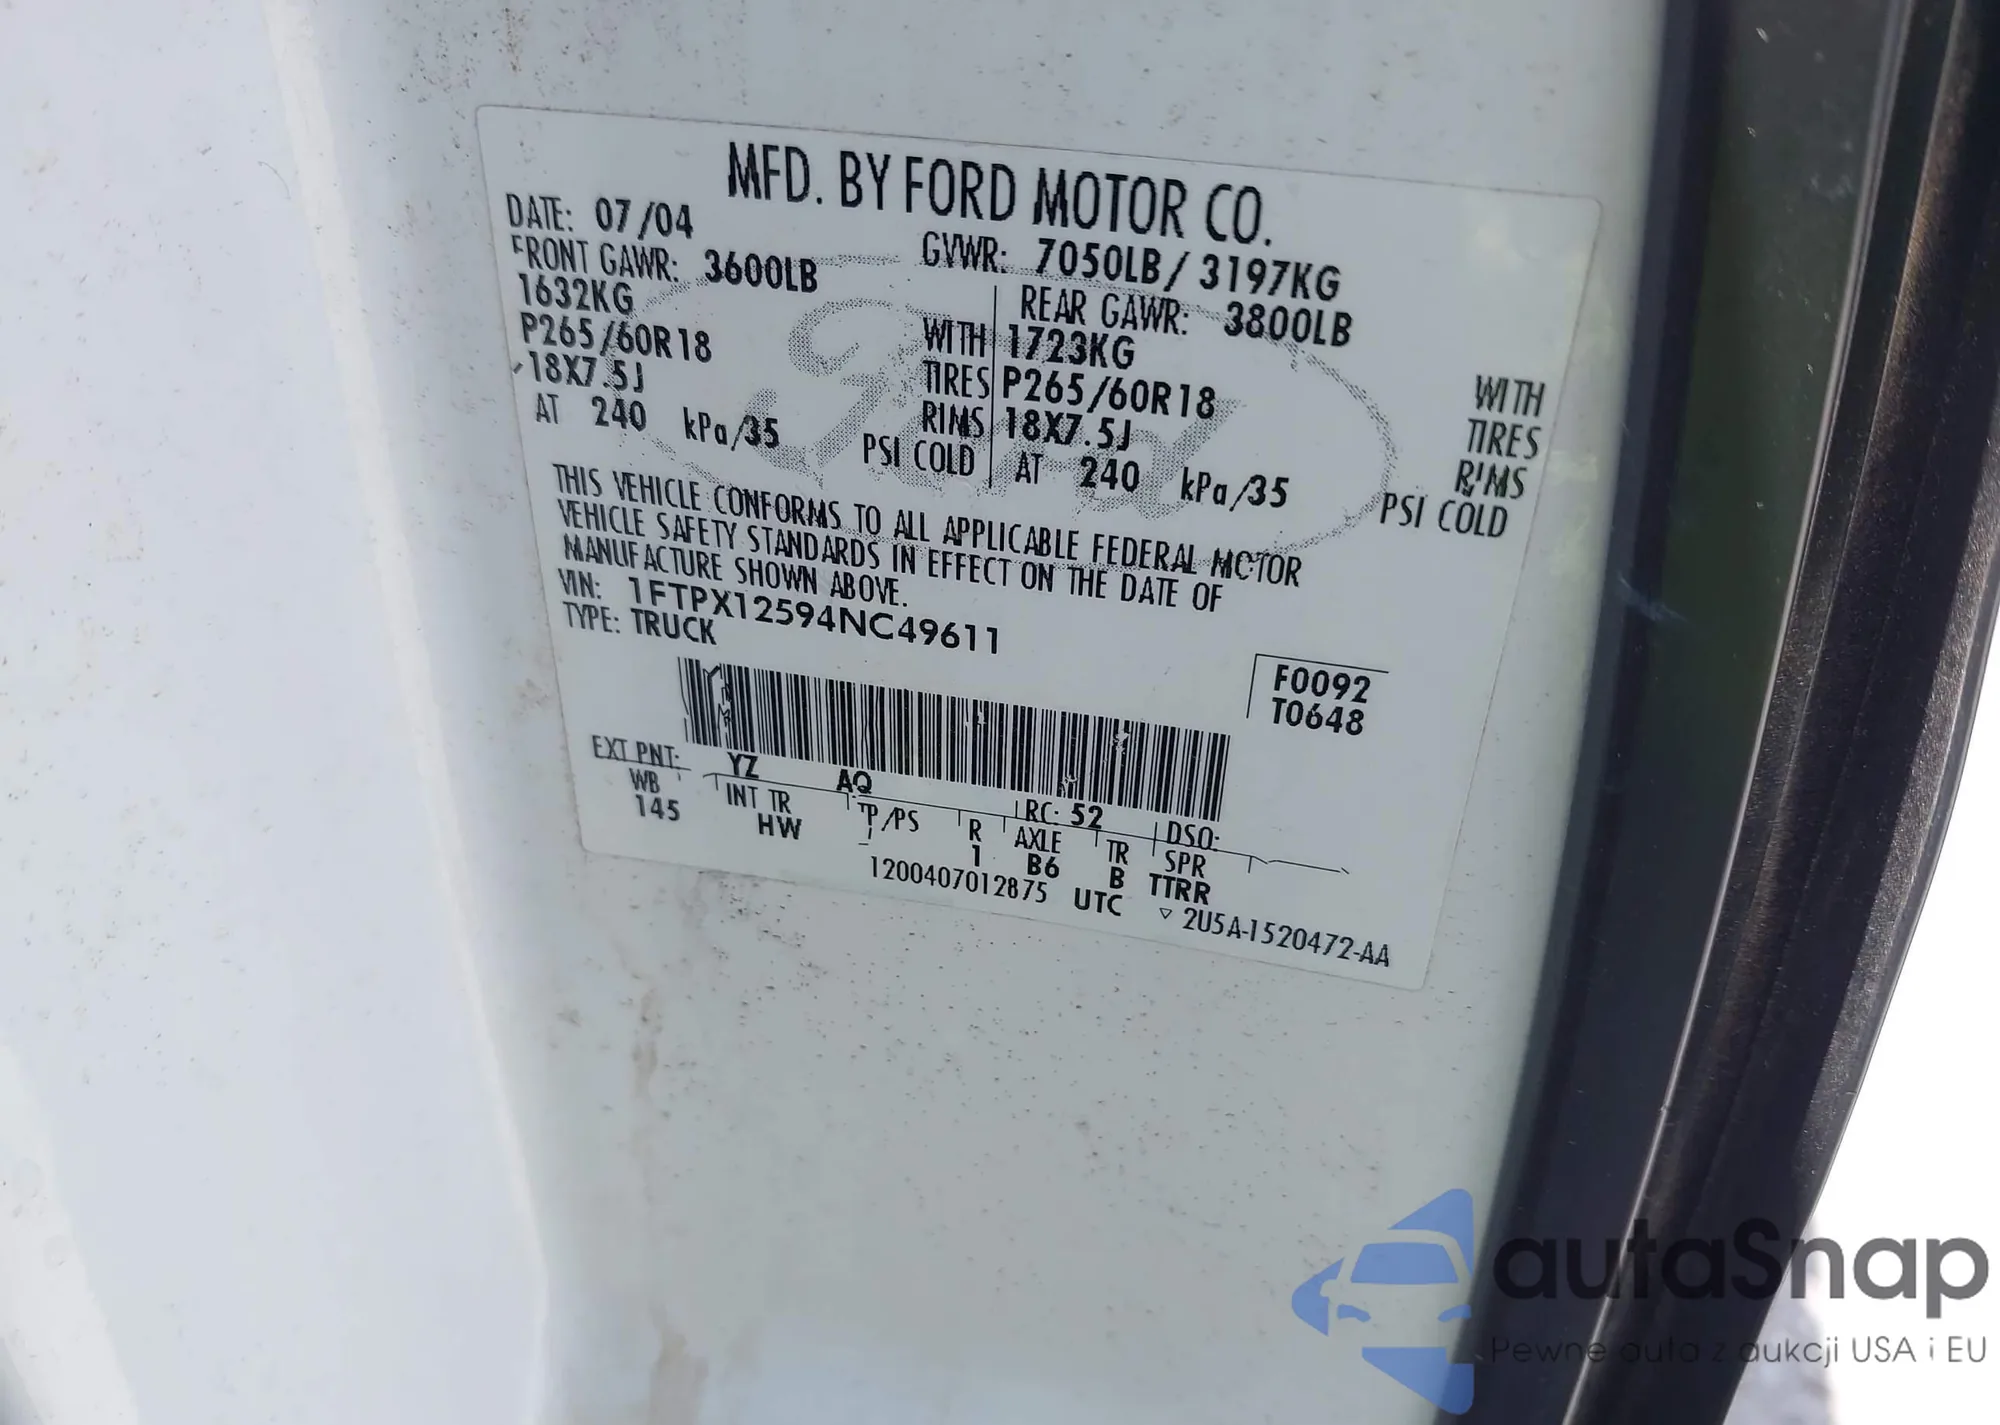 MFD. BY FORD MOTOR CO.
DATE: 07/04 GVWR: 7050LB/ 3197KG
FRONT GAWR: 3600LB REAR GAWR: 3800LB
1632KG WITH 1723KG WITH
P265/60R18 TIRES P265/60R18 TIRES
18X7.5J RIMS 18X7.5J RIMS
AT 240 kPa/35 PSI COLD AT 240 kPa/35 PSI COLD
THIS VEHICLE CONFORMS TO ALL APPLICABLE FEDERAL MOTOR
VEHICLE SAFETY STANDARDS IN EFFECT ON THE DATE OF
MANUFACTURE SHOWN ABOVE.
VIN: 1FTPX12594NC49611
TYPE: TRUCK
F0092
T0648
EXT PNT: YZ AQ RC: 52 DSO:
WB INT TR TP/PS R AXLE TR SPR
145 HW 1 B6 B TTRR
1200407012875 UTC ▽ 2U5A-1520472-AA
Ford
autaSnap
Pewne auta z aukcji USA i EU